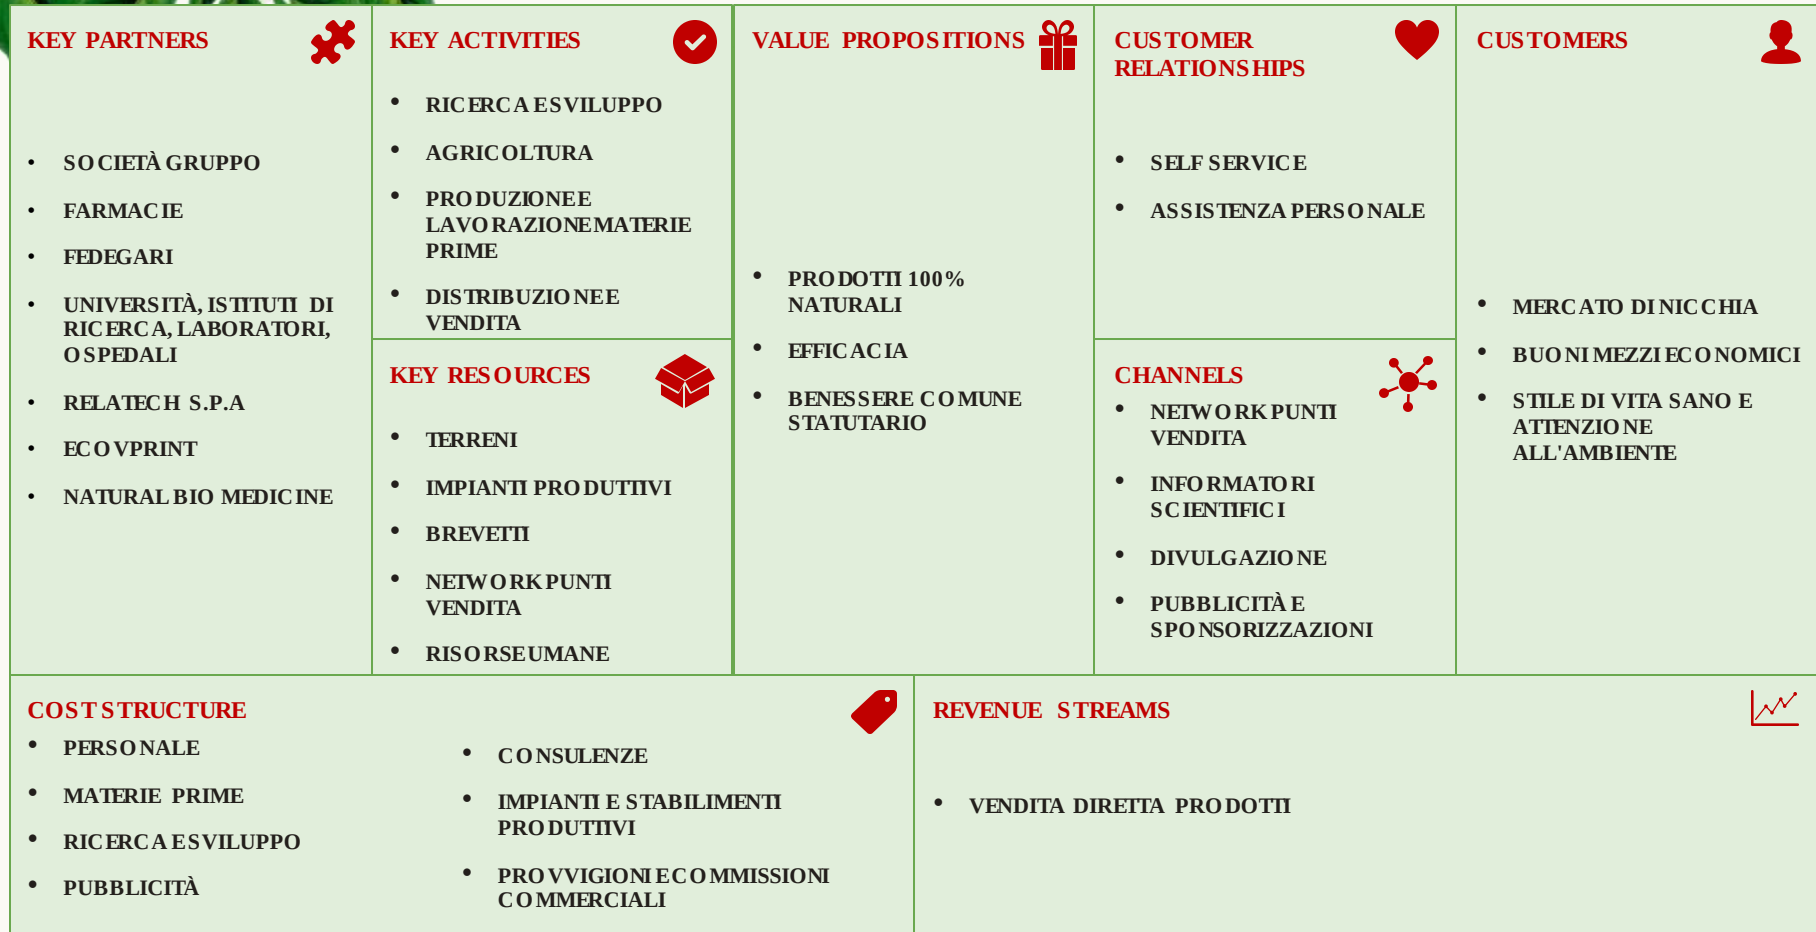 KEY PARTNERS
SOCIETÀ GRUPPO
FARMACIE
FEDEGARI
UNIVERSITÀ, ISTITUTI DI
RICERCA, LABORATORI,
OSPEDALI
RELATECH S.P.A
ECOVPRINT
NATURAL BIO MEDICINE
KEY ACTIVITIES
RICERCA E SVILUPPO
AGRICOLTURA
PRODUZIONE E
LAVORAZIONE MATERIE
PRIME
DISTRIBUZIONE E
VENDITA
KEY RESOURCES
TERRENI
IMPIANTI PRODUTTIVI
BREVETTI
NETWORK PUNTI
VENDITA
RISORSE UMANE
VALUE PROPOSITIONS
PRODOTTI 100%
NATURALI
EFFICACIA
BENESSERE COMUNE
STATUTARIO
CUSTOMER
RELATIONSHIPS
SELF SERVICE
ASSISTENZA PERSONALE
CHANNELS
NETWORK PUNTI
VENDITA
INFORMATORI
SCIENTIFICI
DIVULGAZIONE
PUBBLICITÀ E
SPONSORIZZAZIONI
CUSTOMERS
MERCATO DI NICCHIA
BUONI MEZZI ECONOMICI
STILE DI VITA SANO E
ATTENZIONE
ALL'AMBIENTE
COST STRUCTURE
PERSONALE
MATERIE PRIME
RICERCA E SVILUPPO
PUBBLICITÀ
CONSULENZE
IMPIANTI E STABILIMENTI
PRODUTTIVI
PROVVIGIONI E COMMISSIONI
COMMERCIALI
REVENUE STREAMS
VENDITA DIRETTA PRODOTTI